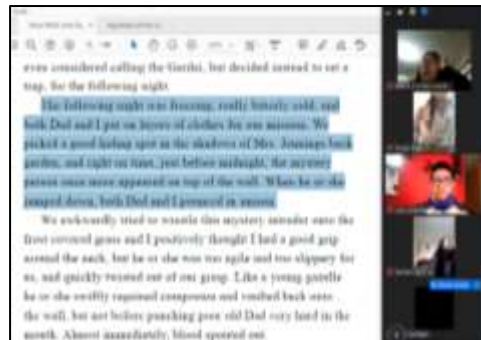 even considered calling the Gardai, but decided instead to set a
trap, for the following night.
The following night was freezing, really bitterly cold, and
both Dad and I put on layers of clothes for our mission. We
picked a good hiding spot in the shadows of Mrs. Jennings back
garden, and right on time, just before midnight, the mystery
person once more appeared on top of the wall. When he or she
jumped down, both Dad and I pounced in unison.
We awkwardly tried to wrestle this mystery intruder onto the
frost covered grass and I positively thought I had a good grip
around the neck, but he or she was too agile and too slippery for
us, and quickly twisted out of our grasp. Like a young gazelle
he or she swiftly regained composure and vaulted back onto
the wall, but not before punching poor old Dad very hard in the
mouth. Almost immediately, blood spouted out.